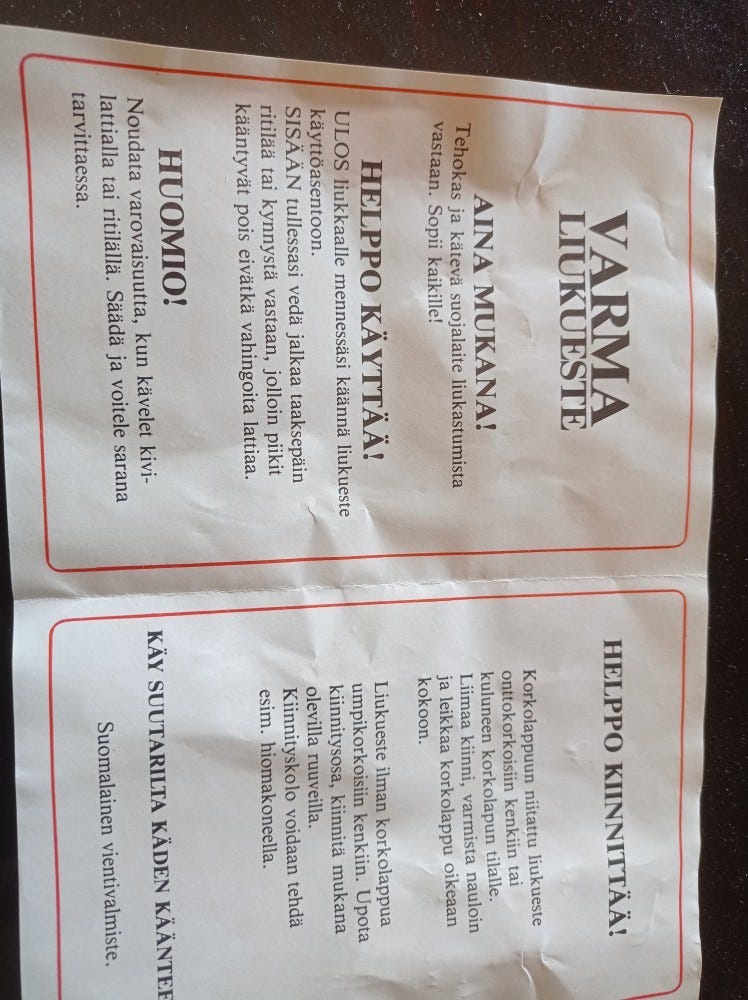 VARMA
LIUKUESTE
AINA MUKANA!
Tehokas ja kätevä suojalaite liukastumista
vastaan. Sopii kaikille!
HELPPO KÄYTTÄÄ!
ULOS liukkaalle mennessäsi käännä liukueste
käyttöasentoon.
SISÄÄN tullessasi vedä jalkaa taaksepäin
ritilää tai kynnystä vastaan, jolloin piikit
kääntyvät pois eivätkä vahingoita lattiaa.
HUOMIO!
Noudata varovaisuutta, kun kävelet kivi-
lattialla tai ritilällä. Säädä ja voitele sarana
tarvittaessa.
HELPPO KIINNITTÄÄ!
Korkolappuun niitattu liukueste
onttokorkoisiin kenkiin tai
kuluneen korkolapun tilalle.
Liimaa kiinni, varmista nauloin
ja leikkaa korkolappu oikeaan
kokoon.
Liukueste ilman korkolappua
umpikorkoisiin kenkiin. Upota
kiinnitysosa, kiinnitä mukana
olevilla ruuveilla.
Kiinnityskolo voidaan tehdä
esim. hiomakoneella.
KÄY SUUTARILTA KÄDEN KÄÄNTEE
Suomalainen vientivalmiste.